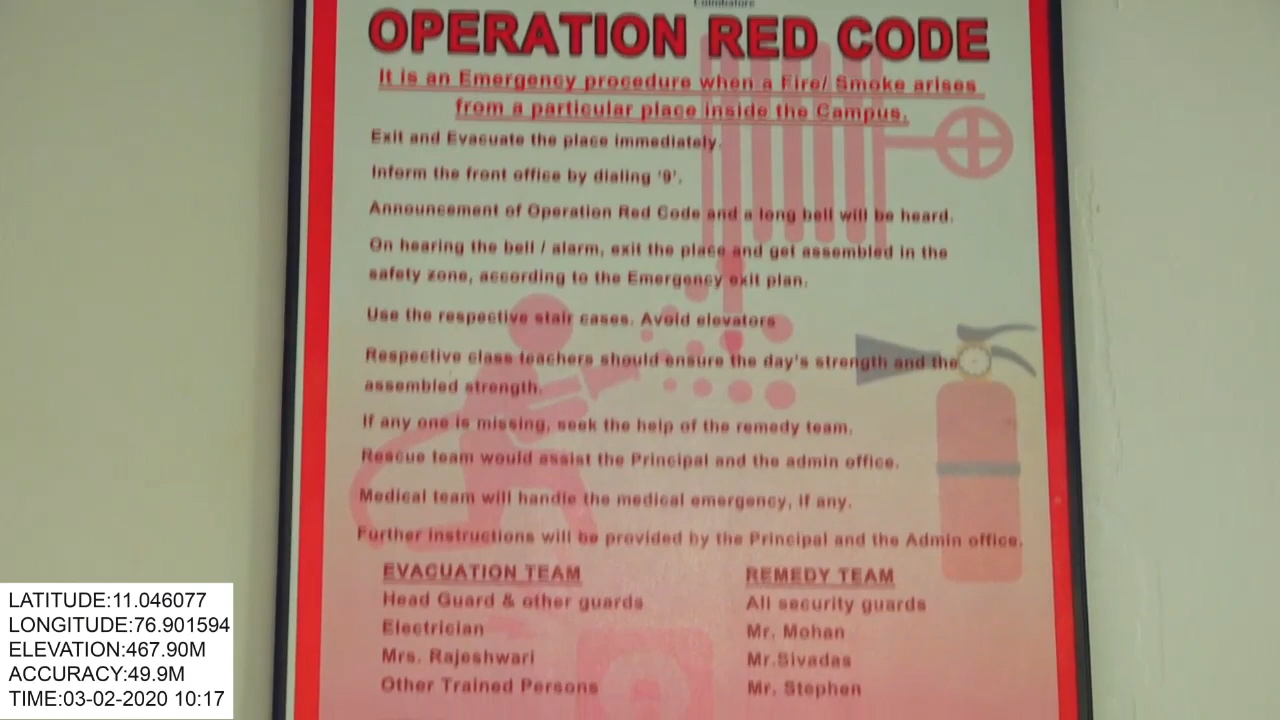 Coimbatore
OPERATION RED CODE
It is an Emergency procedure when a Fire/ Smoke arises
from a particular place inside the Campus.
Exit and Evacuate the place immediately.
Inform the front office by dialing '9'.
Announcement of Operation Red Code and a long bell will be heard.
On hearing the bell / alarm, exit the place and get assembled in the
safety zone, according to the Emergency exit plan.
Use the respective stair cases. Avoid elevators
Respective class teachers should ensure the day's strength and the
assembled strength.
If any one is missing, seek the help of the remedy team.
Rescue team would assist the Principal and the admin office.
Medical team will handle the medical emergency, if any.
Further instructions will be provided by the Principal and the Admin office.
EVACUATION TEAM
Head Guard & other guards
Electrician
Mrs. Rajeshwari
Other Trained Persons
REMEDY TEAM
All security guards
Mr. Mohan
Mr.Sivadas
Mr. Stephen
LATITUDE:11.046077
LONGITUDE:76.901594
ELEVATION:467.90M
ACCURACY:49.9M
TIME:03-02-2020 10:17